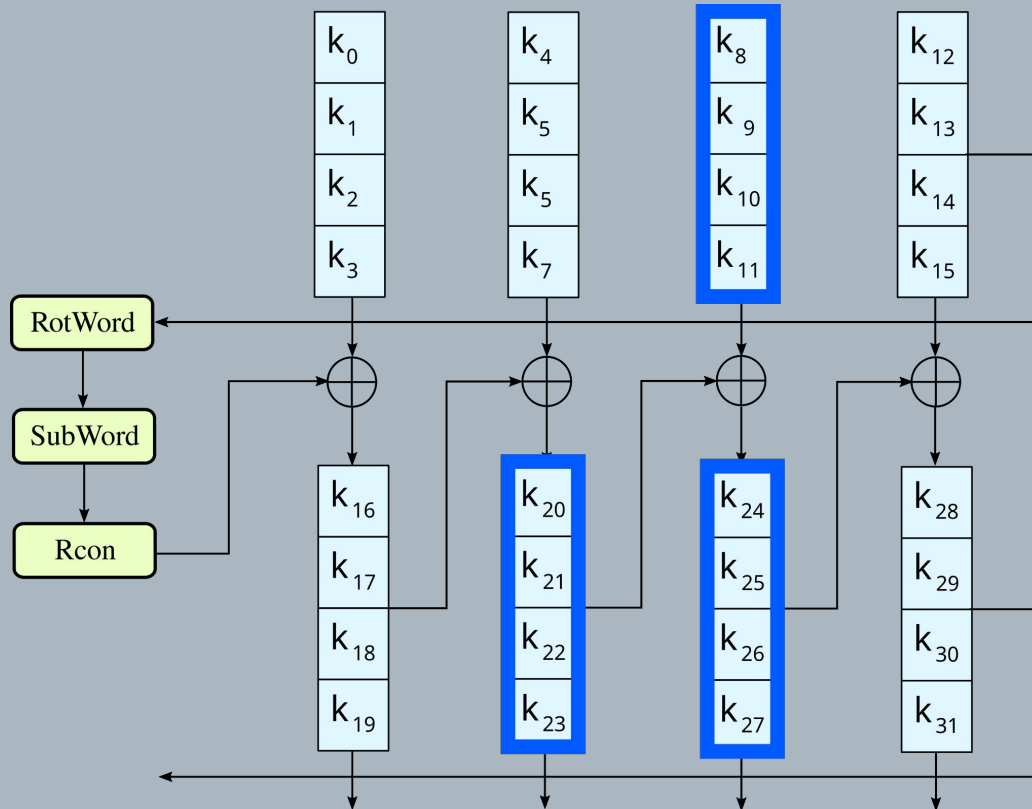 k0 k4 k8 k12
k1 k5 k9 k13
k2 k5 k10 k14
k3 k7 k11 k15
RotWord
SubWord
Rcon
k16 k20 k24 k28
k17 k21 k25 k29
k18 k22 k26 k30
k19 k23 k27 k31